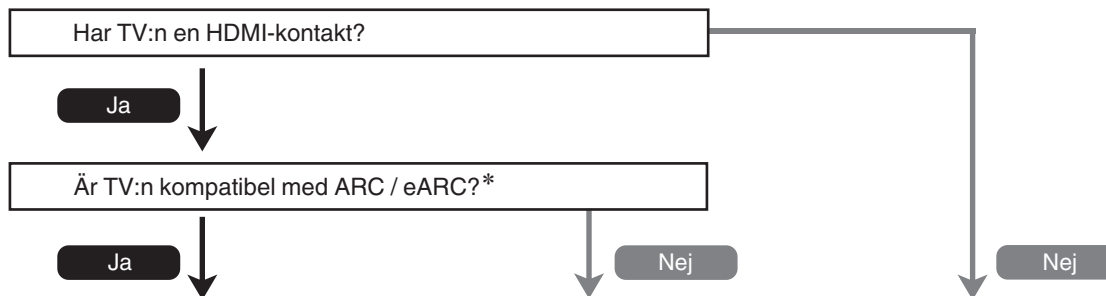 Har TV:n en HDMI-kontakt?
Ja
Är TV:n kompatibel med ARC / eARC?*
Ja
Nej
Nej